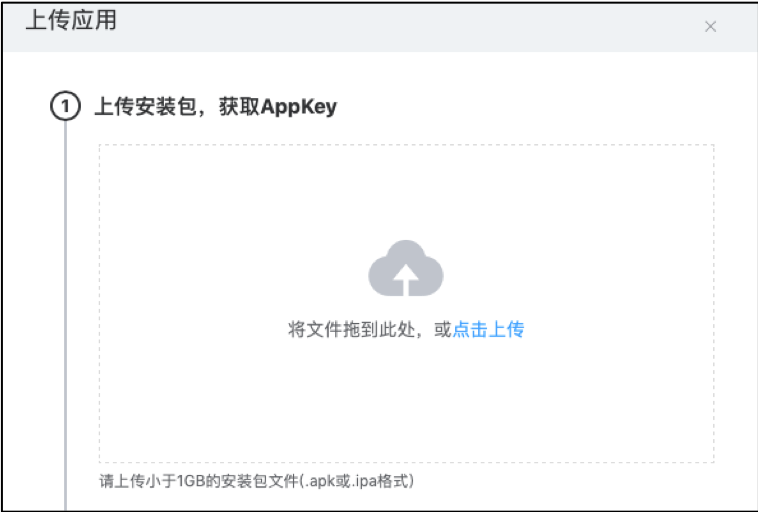 上传应用
1 上传安装包，获取AppKey
将文件拖到此处，或点击上传
请上传小于1GB的安装包文件(.apk或.ipa格式)